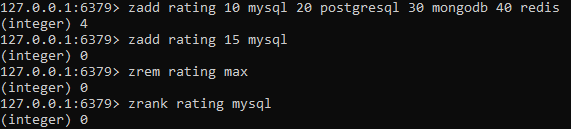 127.0.0.1:6379> zadd rating 10 mysql 20 postgresql 30 mongodb 40 redis
(integer) 4
127.0.0.1:6379> zadd rating 15 mysql
(integer) 0
127.0.0.1:6379> zrem rating max
(integer) 0
127.0.0.1:6379> zrank rating mysql
(integer) 0